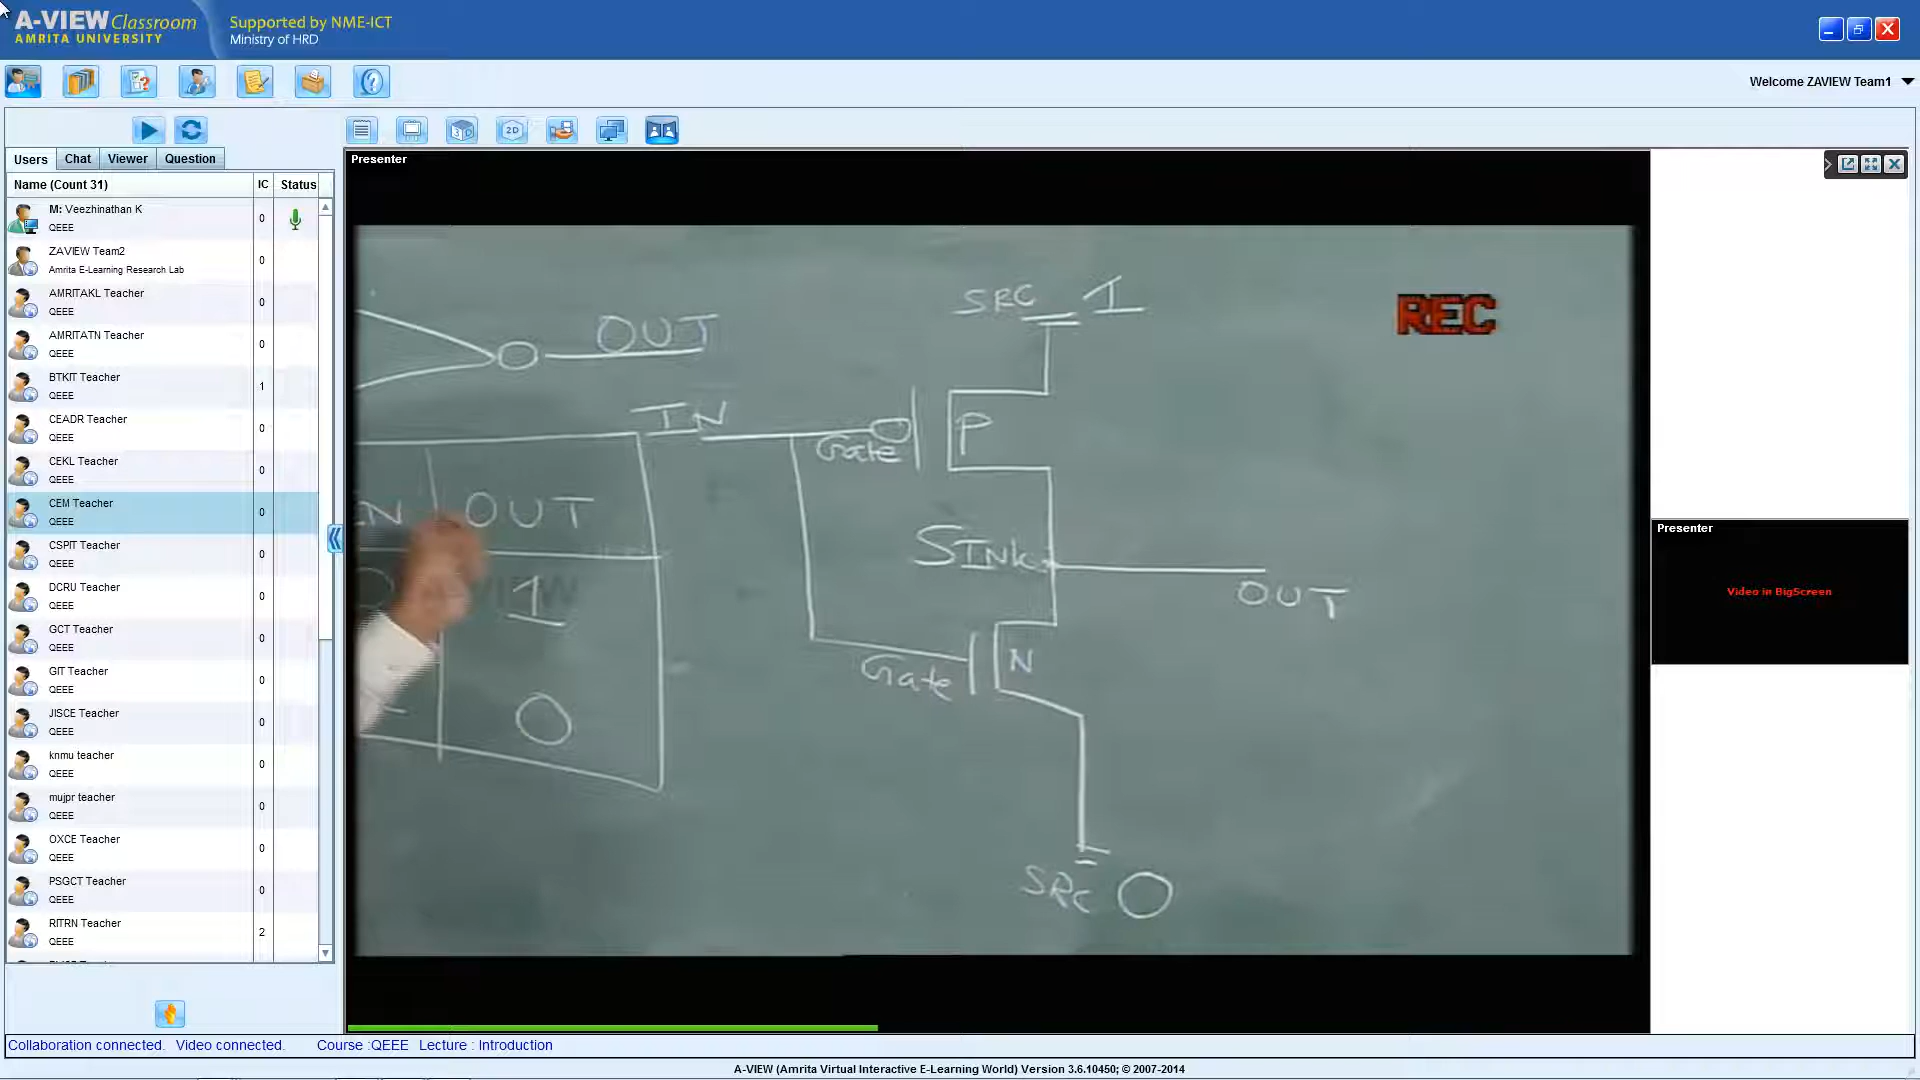 A-VIEW Classroom
AMRITA UNIVERSITY
Supported by NME-ICT
Ministry of HRD
Welcome ZAVIEW Team1
Users
Chat
Viewer
Question
Name (Count 31)
IC
Status
M: Veezhinathan K
QEEE
0
ZAVIEW Team2
Amrita E-Learning Research Lab
0
AMRITAKL Teacher
QEEE
0
AMRITATN Teacher
QEEE
0
BTKIT Teacher
QEEE
1
CEADR Teacher
QEEE
0
CEKL Teacher
QEEE
0
CEM Teacher
QEEE
0
CSPIT Teacher
QEEE
0
DCRU Teacher
QEEE
0
GCT Teacher
QEEE
0
GIT Teacher
QEEE
0
JISCE Teacher
QEEE
0
knmu teacher
QEEE
0
mujpr teacher
QEEE
0
OXCE Teacher
QEEE
0
PSGCT Teacher
QEEE
0
RITRN Teacher
QEEE
2
3D
2D
Presenter
REC
OUT
SRC 1
IN
Gate
P
OUT
1
0
SINK
OUT
Gate
N
SRC 0
Presenter
Video in BigScreen
Collaboration connected. Video connected. Course :QEEE Lecture : Introduction
A-VIEW (Amrita Virtual Interactive E-Learning World) Version 3.6.10450; © 2007-2014